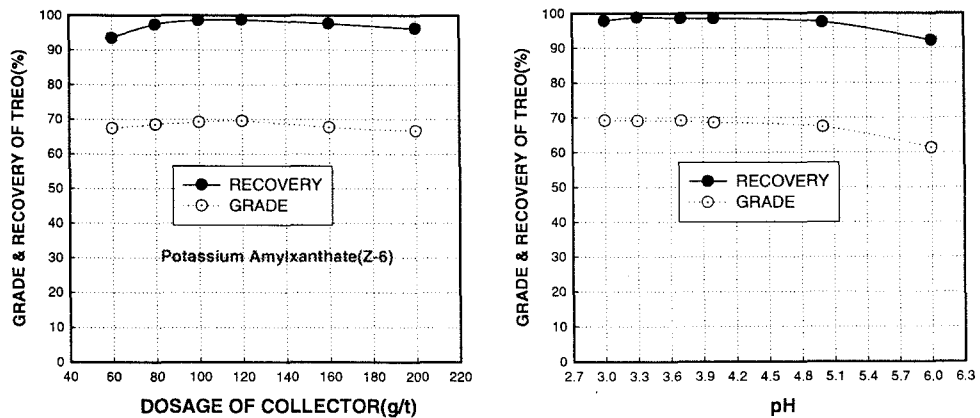 GRADE & RECOVERY OF TREO(%)
100
90
80
70
60
50
40
30
20
10
0
RECOVERY
GRADE
Potassium Amylxanthate(Z-6)
40 60 80 100 120 140 160 180 200 220
DOSAGE OF COLLECTOR(g/t)
GRADE & RECOVERY OF TREO(%)
100
90
80
70
60
50
40
30
20
10
0
RECOVERY
GRADE
2.7 3.0 3.3 3.6 3.9 4.2 4.5 4.8 5.1 5.4 5.7 6.0 6.3
pH